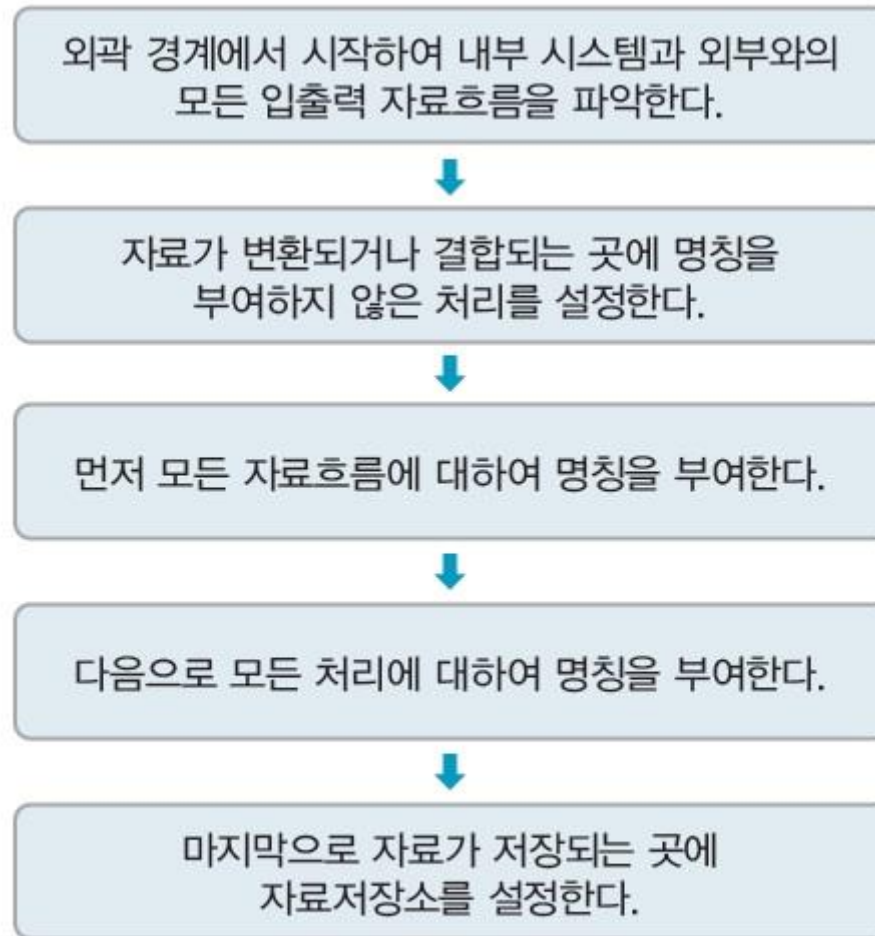 외곽 경계에서 시작하여 내부 시스템과 외부와의
모든 입출력 자료흐름을 파악한다.
자료가 변환되거나 결합되는 곳에 명칭을
부여하지 않은 처리를 설정한다.
먼저 모든 자료흐름에 대하여 명칭을 부여한다.
다음으로 모든 처리에 대하여 명칭을 부여한다.
마지막으로 자료가 저장되는 곳에
자료저장소를 설정한다.